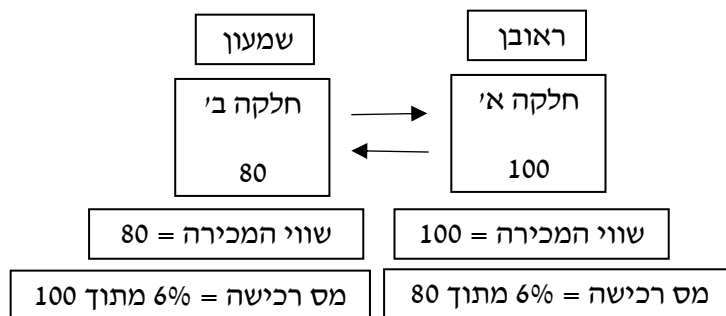 ראובן
שמעון
חלקה א'
100
חלקה ב'
80
שווי המכירה = 100
שווי המכירה = 80
מס רכישה = 6% מתוך 80
מס רכישה = 6% מתוך 100